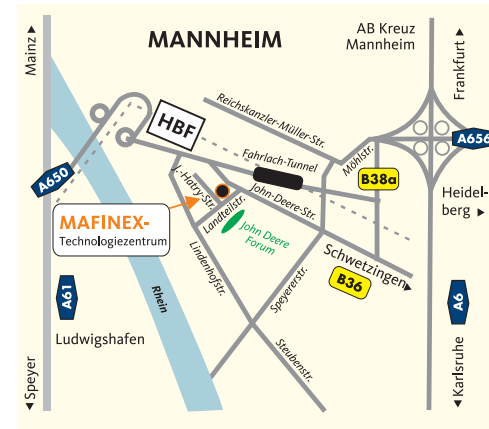 Mainz
MANNHEIM
AB Kreuz
Mannheim
Frankfurt
Reichskanzler-Müller-Str.
HBF
A656
Möhlstr.
Fahrlach-Tunnel
B38a
A650
J.-Hatry-Str.
John-Deere-Str.
Heidel-
berg
MAFINEX-
Technologiezentrum
Landteilstr.
John Deere
Forum
Schwetzingen
B36
Lindenhofstr.
Speyererstr.
A61
Rhein
A6
Ludwigshafen
Steubenstr.
Speyer
Karlsruhe